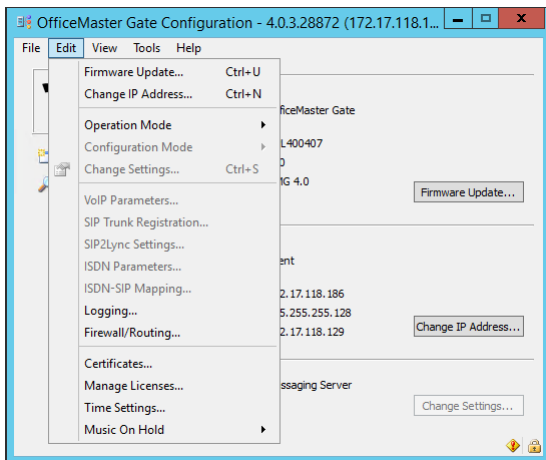 OfficeMaster Gate Configuration - 4.0.3.28872 (172.17.118.1...
File Edit View Tools Help
Firmware Update... Ctrl+U
Change IP Address... Ctrl+N
Operation Mode
Configuration Mode
Change Settings... Ctrl+S
VoIP Parameters...
SIP Trunk Registration...
SIP2Lync Settings...
ISDN Parameters...
ISDN-SIP Mapping...
Logging...
Firewall/Routing...
Certificates...
Manage Licenses...
Time Settings...
Music On Hold
ficeMaster Gate
L400407
G 4.0
Firmware Update...
ent
2.17.118.186
5.255.255.128
2.17.118.129
Change IP Address...
ssaging Server
Change Settings...